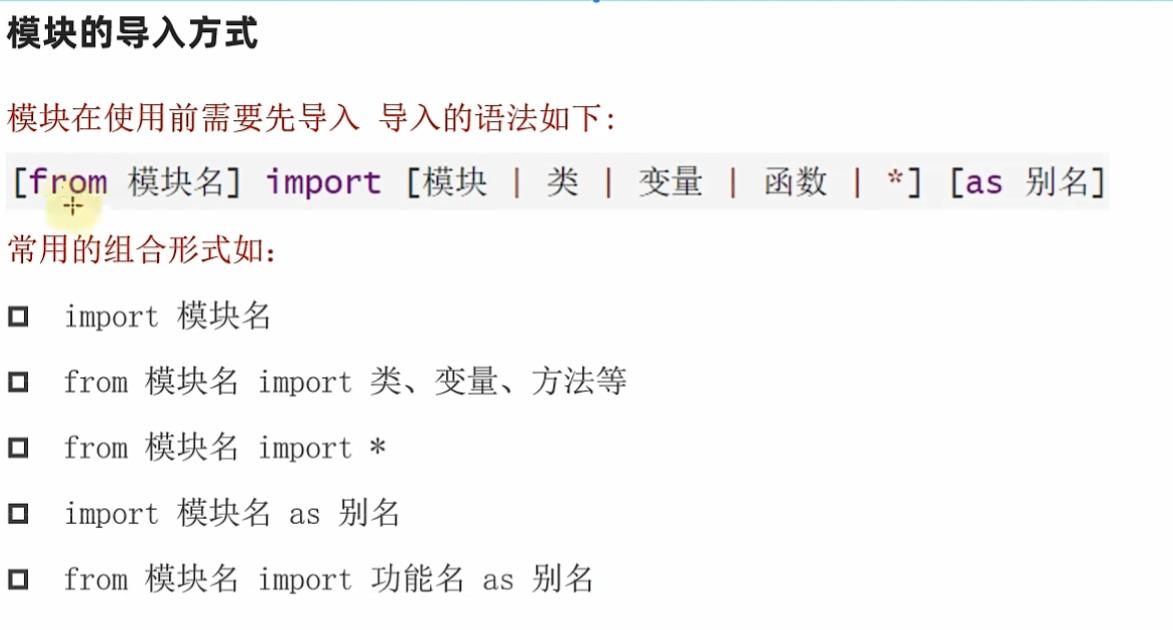 模块的导入方式
模块在使用前需要先导入 导入的语法如下:
[from 模块名] import [模块 | 类 | 变量 | 函数 | *] [as 别名]
常用的组合形式如:
import 模块名
from 模块名 import 类、变量、方法等
from 模块名 import *
import 模块名 as 别名
from 模块名 import 功能名 as 别名